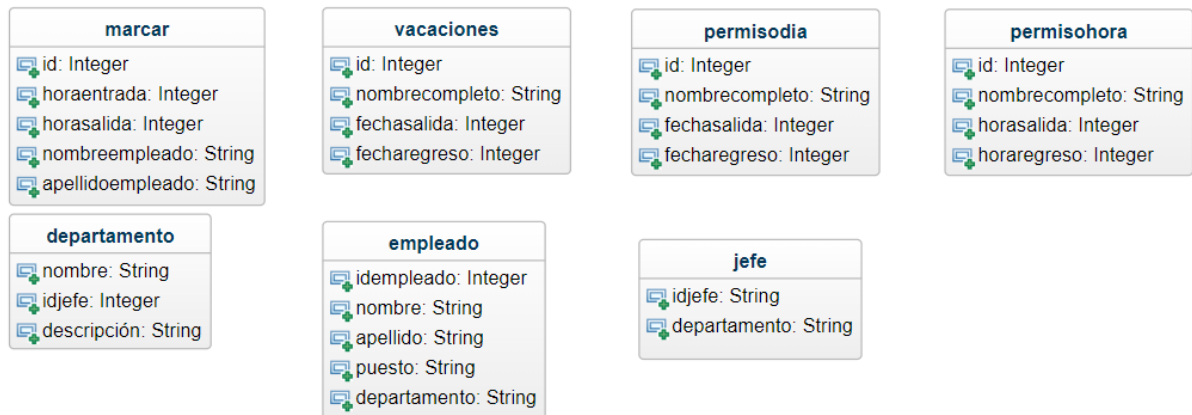 marcar
id: Integer
horaentrada: Integer
horasalida: Integer
nombreempleado: String
apellidoempleado: String
vacaciones
id: Integer
nombrecompleto: String
fechasalida: Integer
fecharegreso: Integer
permisodia
id: Integer
nombrecompleto: String
fechasalida: Integer
fecharegreso: Integer
permisohora
id: Integer
nombrecompleto: String
horasalida: Integer
horaregreso: Integer
departamento
nombre: String
idjefe: Integer
descripción: String
empleado
idempleado: Integer
nombre: String
apellido: String
puesto: String
departamento: String
jefe
idjefe: String
departamento: String